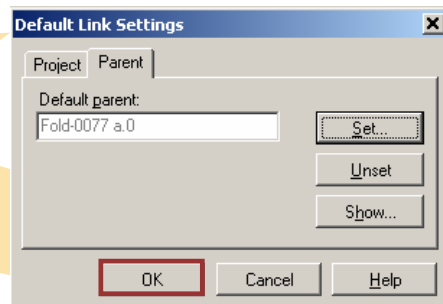 Default Link Settings
Project Parent
Default parent:
Fold-0077 a.0
Set...
Unset
Show...
OK Cancel Help